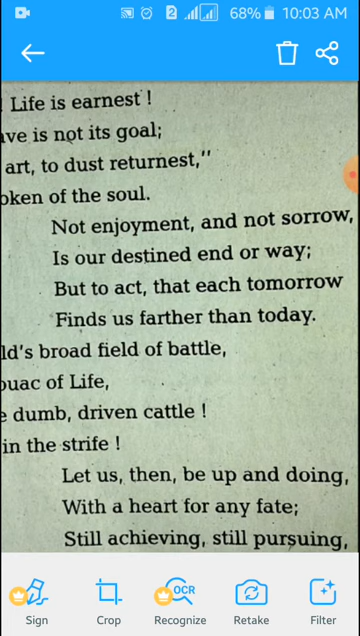 2 68% 10:03 AM
! Life is earnest !
ave is not its goal;
art, to dust returnest,"
oken of the soul.
Not enjoyment, and not sorrow,
Is our destined end or way;
But to act, that each tomorrow
Finds us farther than today.
ld's broad field of battle,
ouac of Life,
e dumb, driven cattle !
in the strife !
Let us, then, be up and doing,
With a heart for any fate;
Still achieving, still pursuing,
OCR
Sign Crop Recognize Retake Filter